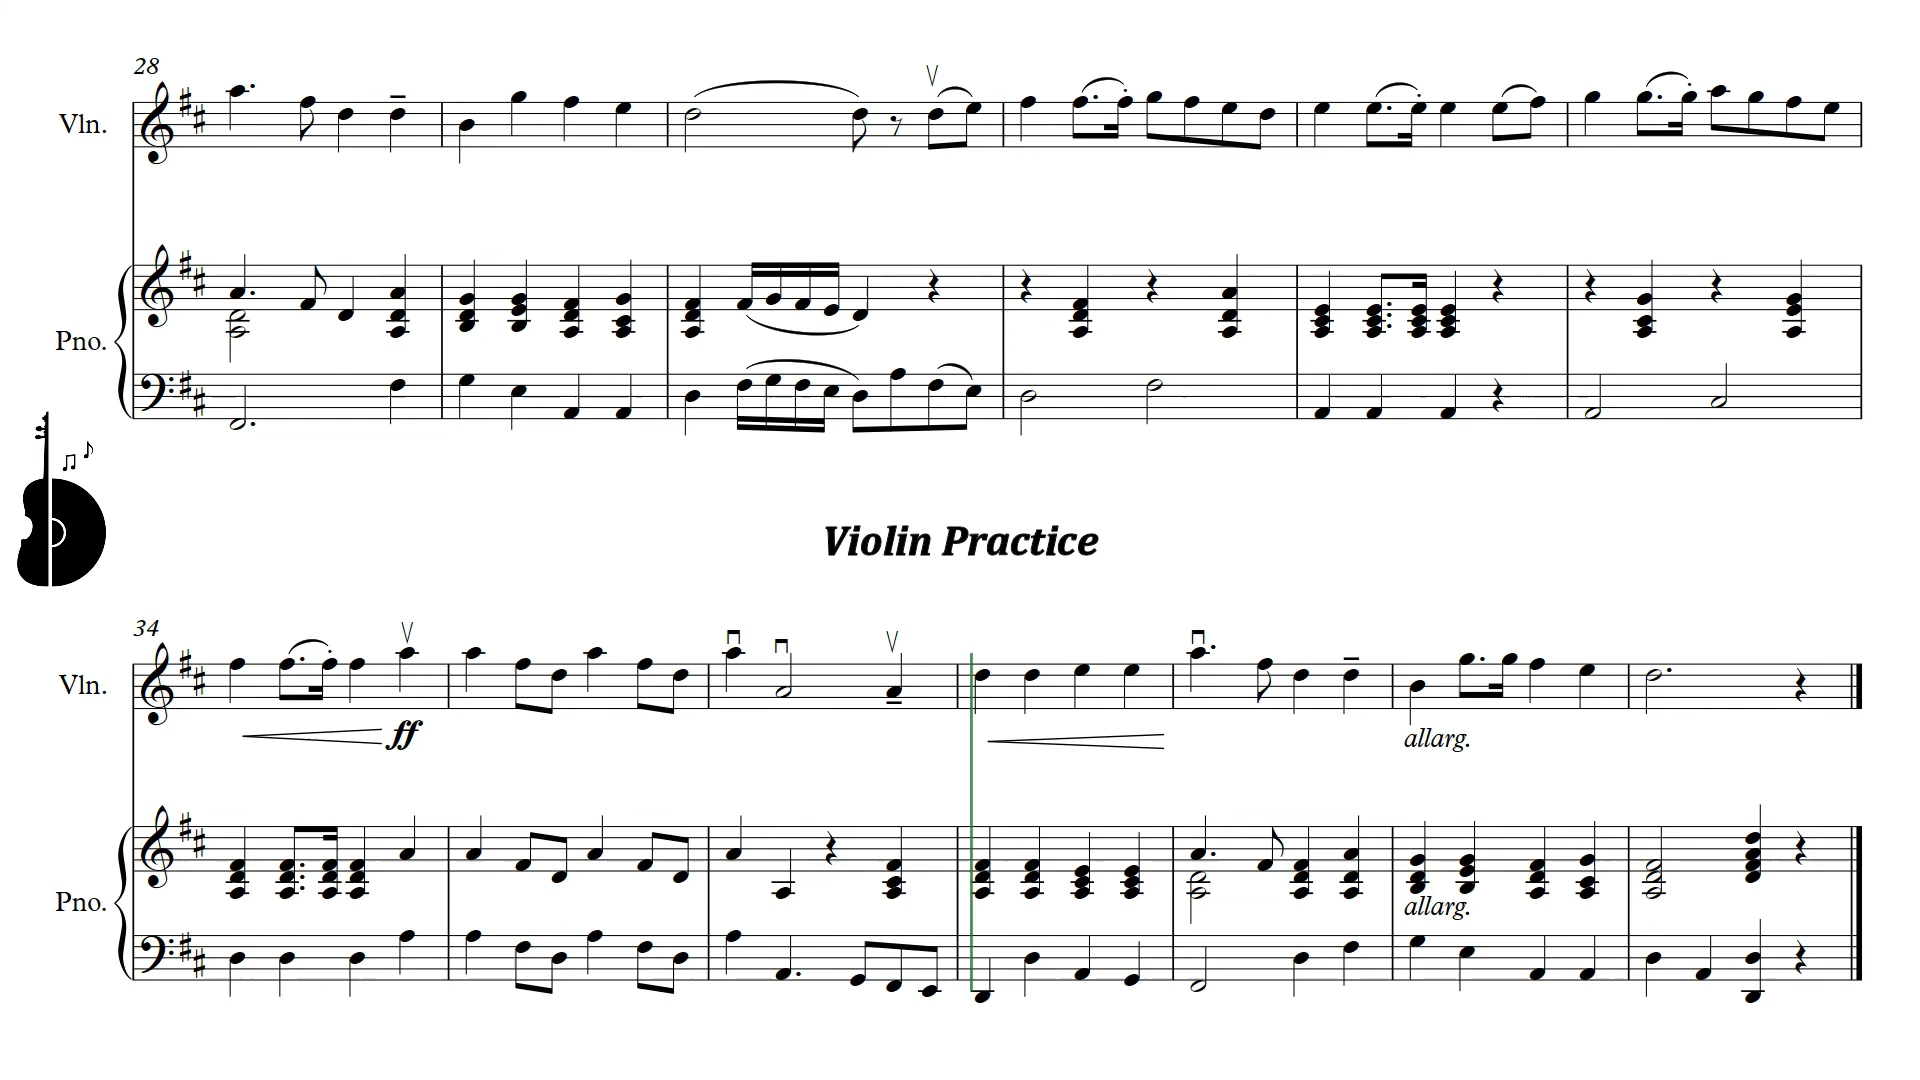 28
Vln.
Pno.
Violin Practice
34
Vln.
ff
allarg.
Pno.
allarg.